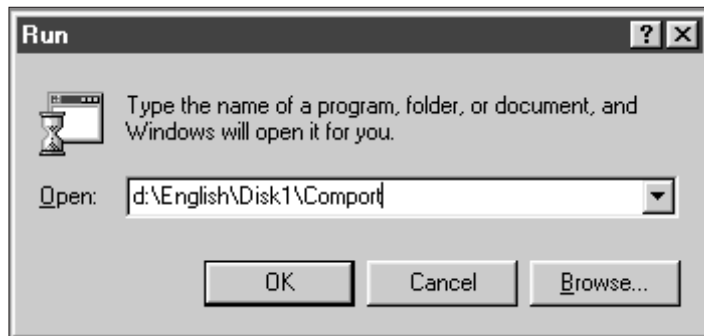 Run
Type the name of a program, folder, or document, and
Windows will open it for you.
Open: d:\English\Disk1\Comport
OK Cancel Browse...